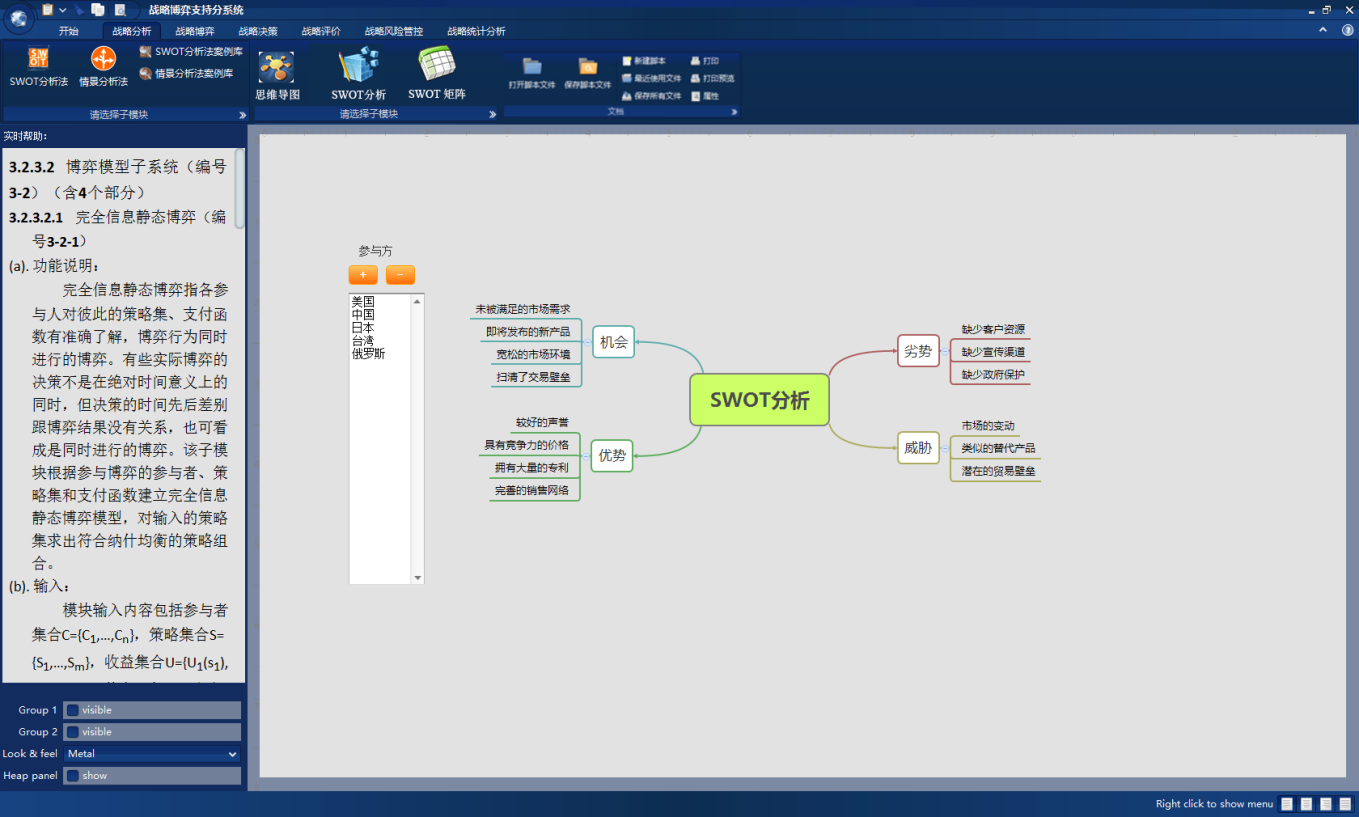 战略博弈支持分系统
开始
战略分析
战略博弈
战略决策
战略评价
战略风险管控
战略统计分析
SWOT分析法
情景分析法
SWOT分析法案例库
情景分析法案例库
请选择子模块
思维导图
SWOT分析
SWOT 矩阵
请选择子模块
打开脚本文件
保存脚本文件
新建脚本
最近使用文件
保存所有文件
打印
打印预览
属性
文档
实时帮助:
3.2.3.2 博弈模型子系统（编号
3-2）（含4个部分）
3.2.3.2.1 完全信息静态博弈（编
号3-2-1）
(a). 功能说明：
完全信息静态博弈指各参
与人对彼此的策略集、支付函
数有准确了解，博弈行为同时
进行的博弈。有些实际博弈的
决策不是在绝对时间意义上的
同时，但决策的时间先后差别
跟博弈结果没有关系，也可看
成是同时进行的博弈。该子模
块根据参与博弈的参与者、策
略集和支付函数建立完全信息
静态博弈模型，对输入的策略
集求出符合纳什均衡的策略组
合。
(b). 输入：
模块输入内容包括参与者
集合C={C1,...,Cn}，策略集合S=
{S1,...,Sm}，收益集合U={U1(s1),
Group 1 visible
Group 2 visible
Look & feel Metal
Heap panel show
参与方
+ -
美国
中国
日本
台湾
俄罗斯
未被满足的市场需求
即将发布的新产品
宽松的市场环境
扫清了交易壁垒
机会
较好的声誉
具有竞争力的价格
拥有大量的专利
完善的销售网络
优势
SWOT分析
劣势
缺少客户资源
缺少宣传渠道
缺少政府保护
威胁
市场的变动
类似的替代产品
潜在的贸易壁垒
Right click to show menu